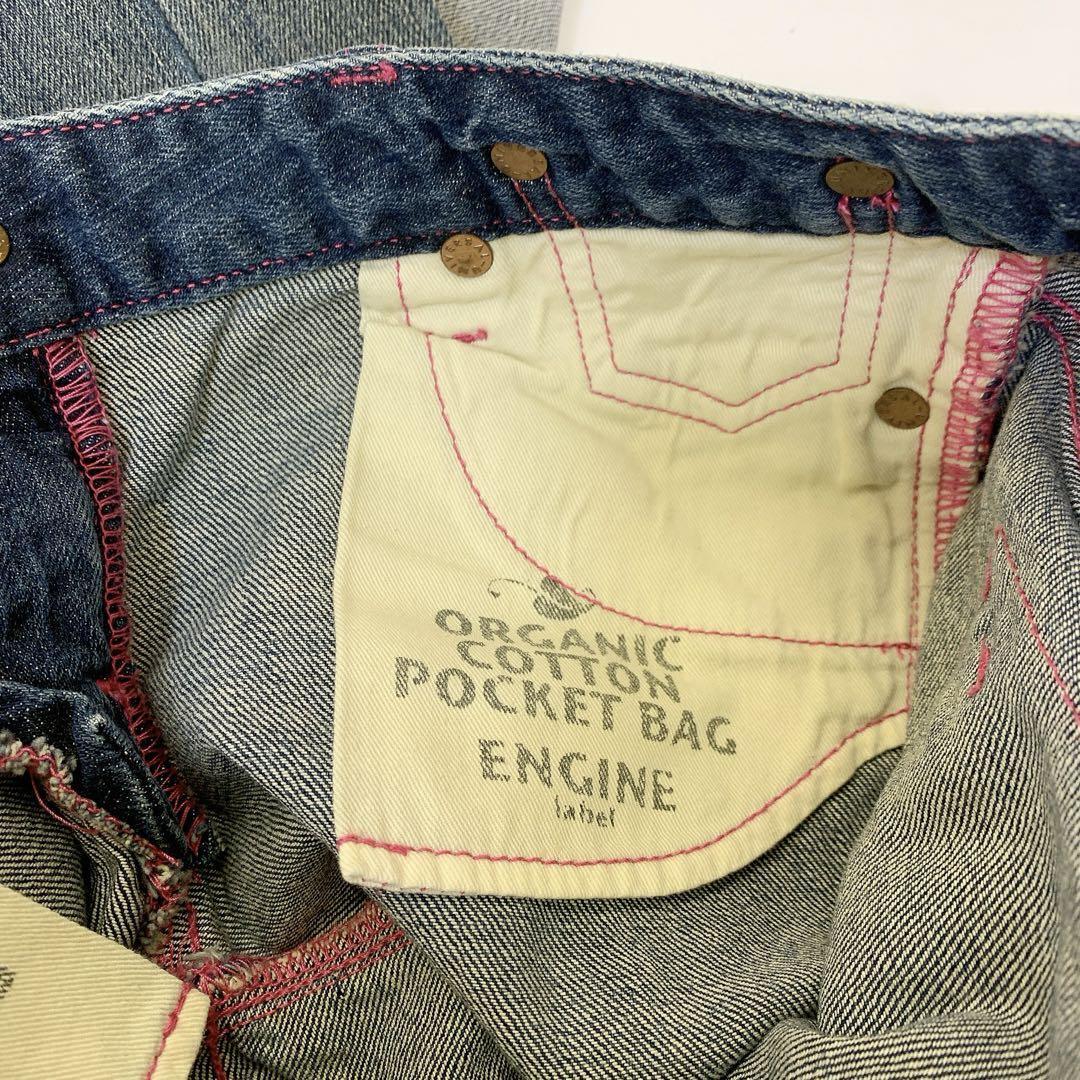 ORGANIC
COTTON
POCKET BAG
ENGINE
label